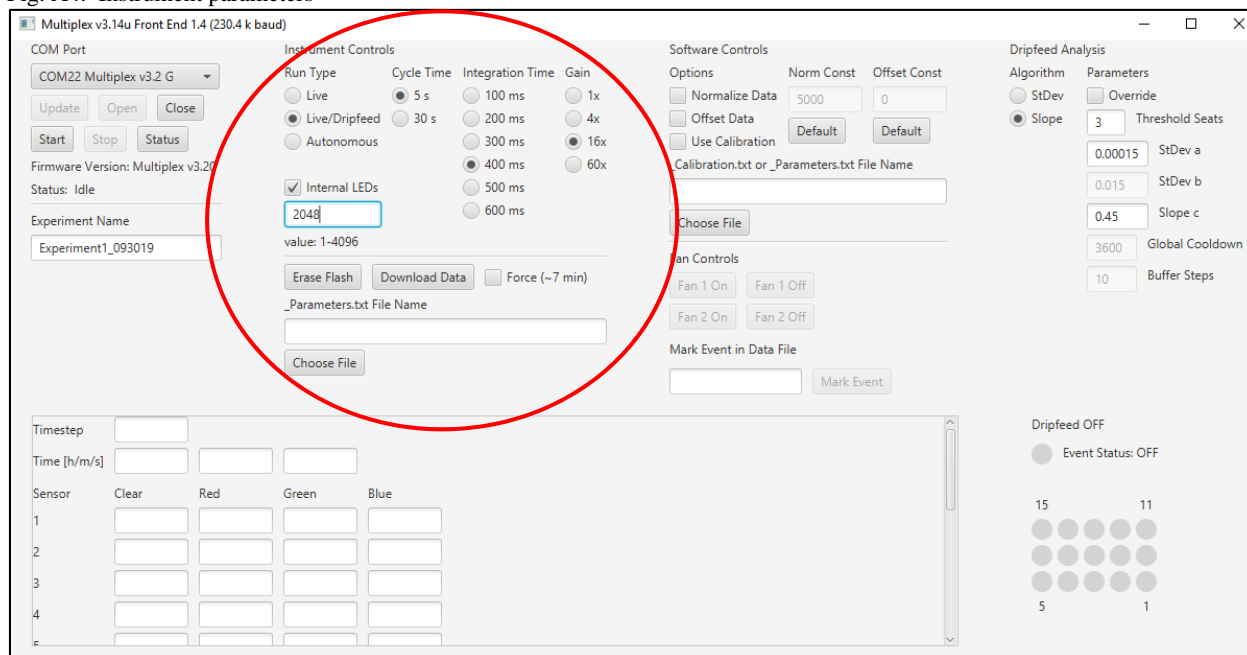 Multiplex v3.14u Front End 1.4 (230.4 k baud)
COM Port
COM22 Multiplex v3.2 G
Update Open Close
Start Stop Status
Firmware Version: Multiplex v3.20
Status: Idle
Experiment Name
Experiment1_093019
Instrument Controls
Run Type Cycle Time Integration Time Gain
Live 5 s 100 ms 1x
Live/Dripfeed 30 s 200 ms 4x
Autonomous 300 ms 16x
400 ms 60x
Internal LEDs 500 ms
2048 600 ms
value: 1-4096
Erase Flash Download Data Force (~7 min)
_Parameters.txt File Name
Choose File
Software Controls
Options Norm Const Offset Const
Normalize Data 5000 0
Offset Data
Use Calibration Default Default
_Calibration.txt or _Parameters.txt File Name
Choose File
Fan Controls
Fan 1 On Fan 1 Off
Fan 2 On Fan 2 Off
Mark Event in Data File
Mark Event
Dripfeed Analysis
Algorithm Parameters
StDev Override
Slope 3 Threshold Seats
0.00015 StDev a
0.015 StDev b
0.45 Slope c
3600 Global Cooldown
10 Buffer Steps
Timestep
Time [h/m/s]
Sensor Clear Red Green Blue
1
2
3
4
Dripfeed OFF
Event Status: OFF
15 11
5 1